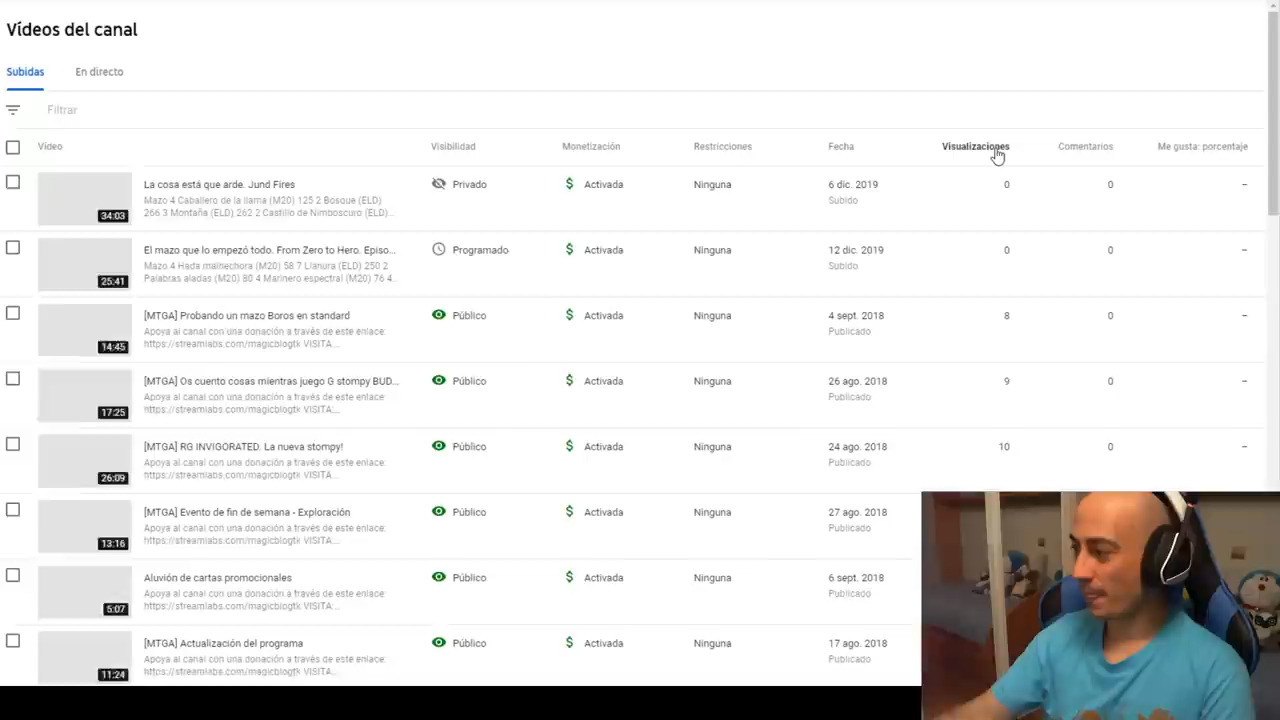 Vídeos del canal
Subidas En directo
Filtrar
Vídeo Visibilidad Monetización Restricciones Fecha Visualizaciones Comentarios Me gusta: porcentaje
La cosa está que arde. Jund Fires Privado Activada Ninguna 6 dic. 2019 0 0 –
Mazo 4 Caballero de la llama (M20) 125 2 Bosque (ELD) Subido
266 3 Montaña (ELD) 262 2 Castillo de Nimboscuro (ELD)...
34:03
El mazo que lo empezó todo. From Zero to Hero. Episo... Programado Activada Ninguna 12 dic. 2019 0 0 –
Mazo 4 Hada malhechora (M20) 58 7 Llanura (ELD) 250 2 Subido
Palabras aladas (M20) 80 4 Marinero espectral (M20) 76 4...
25:41
[MTGA] Probando un mazo Boros en standard Público Activada Ninguna 4 sept. 2018 8 0 –
Apoya al canal con una donación a través de este enlace: Publicado
https://streamlabs.com/magicblogtk VISITA...
14:45
[MTGA] Os cuento cosas mientras juego G stompy BUD... Público Activada Ninguna 26 ago. 2018 9 0 –
Apoya al canal con una donación a través de este enlace: Publicado
https://streamlabs.com/magicblogtk VISITA...
17:25
[MTGA] RG INVIGORATED. La nueva stompy! Público Activada Ninguna 24 ago. 2018 10 0 –
Apoya al canal con una donación a través de este enlace: Publicado
https://streamlabs.com/magicblogtk VISITA...
26:09
[MTGA] Evento de fin de semana - Exploración Público Activada Ninguna 27 ago. 2018
Apoya al canal con una donación a través de este enlace: Publicado
https://streamlabs.com/magicblogtk VISITA...
13:16
Aluvión de cartas promocionales Público Activada Ninguna 6 sept. 2018
Apoya al canal con una donación a través de este enlace: Publicado
https://streamlabs.com/magicblogtk VISITA...
5:07
[MTGA] Actualización del programa Público Activada Ninguna 17 ago. 2018
Apoya al canal con una donación a través de este enlace: Publicado
https://streamlabs.com/magicblogtk VISITA...
11:24